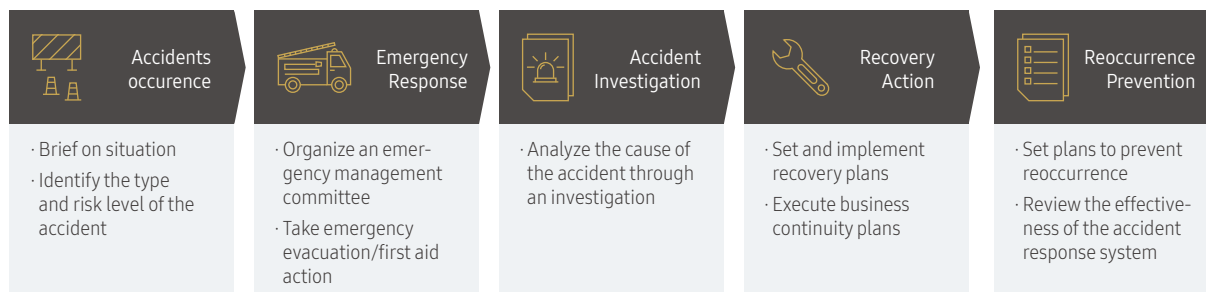 Accidents
occurence
· Brief on situation
· Identify the type
and risk level of the
accident
Emergency
Response
· Organize an emer-
gency management
committee
· Take emergency
evacuation/first aid
action
Accident
Investigation
· Analyze the cause of
the accident through
an investigation
Recovery
Action
· Set and implement
recovery plans
· Execute business
continuity plans
Reoccurrence
Prevention
· Set plans to prevent
reoccurrence
· Review the effective-
ness of the accident
response system